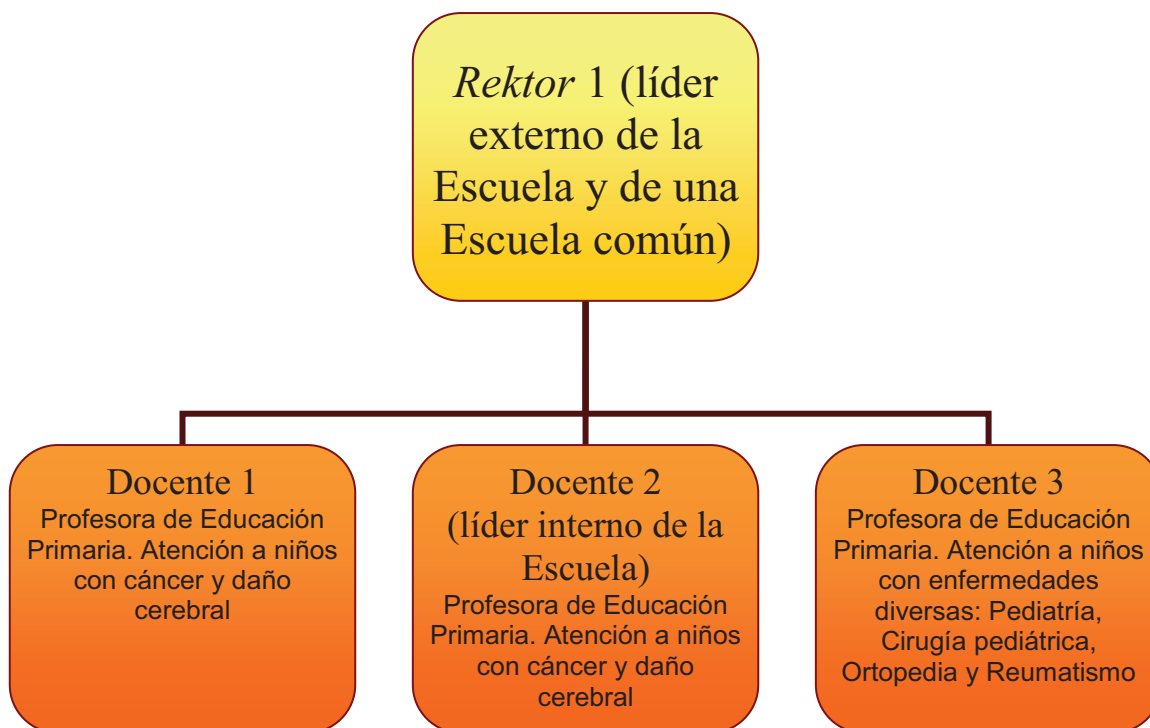 Rektor 1 (líder
externo de la
Escuela y de una
Escuela común)
Docente 1
Profesora de Educación
Primaria. Atención a niños
con cáncer y daño
cerebral
Docente 2
(líder interno de la
Escuela)
Profesora de Educación
Primaria. Atención a niños
con cáncer y daño
cerebral
Docente 3
Profesora de Educación
Primaria. Atención a niños
con enfermedades
diversas: Pediatría,
Cirugía pediátrica,
Ortopedia y Reumatismo